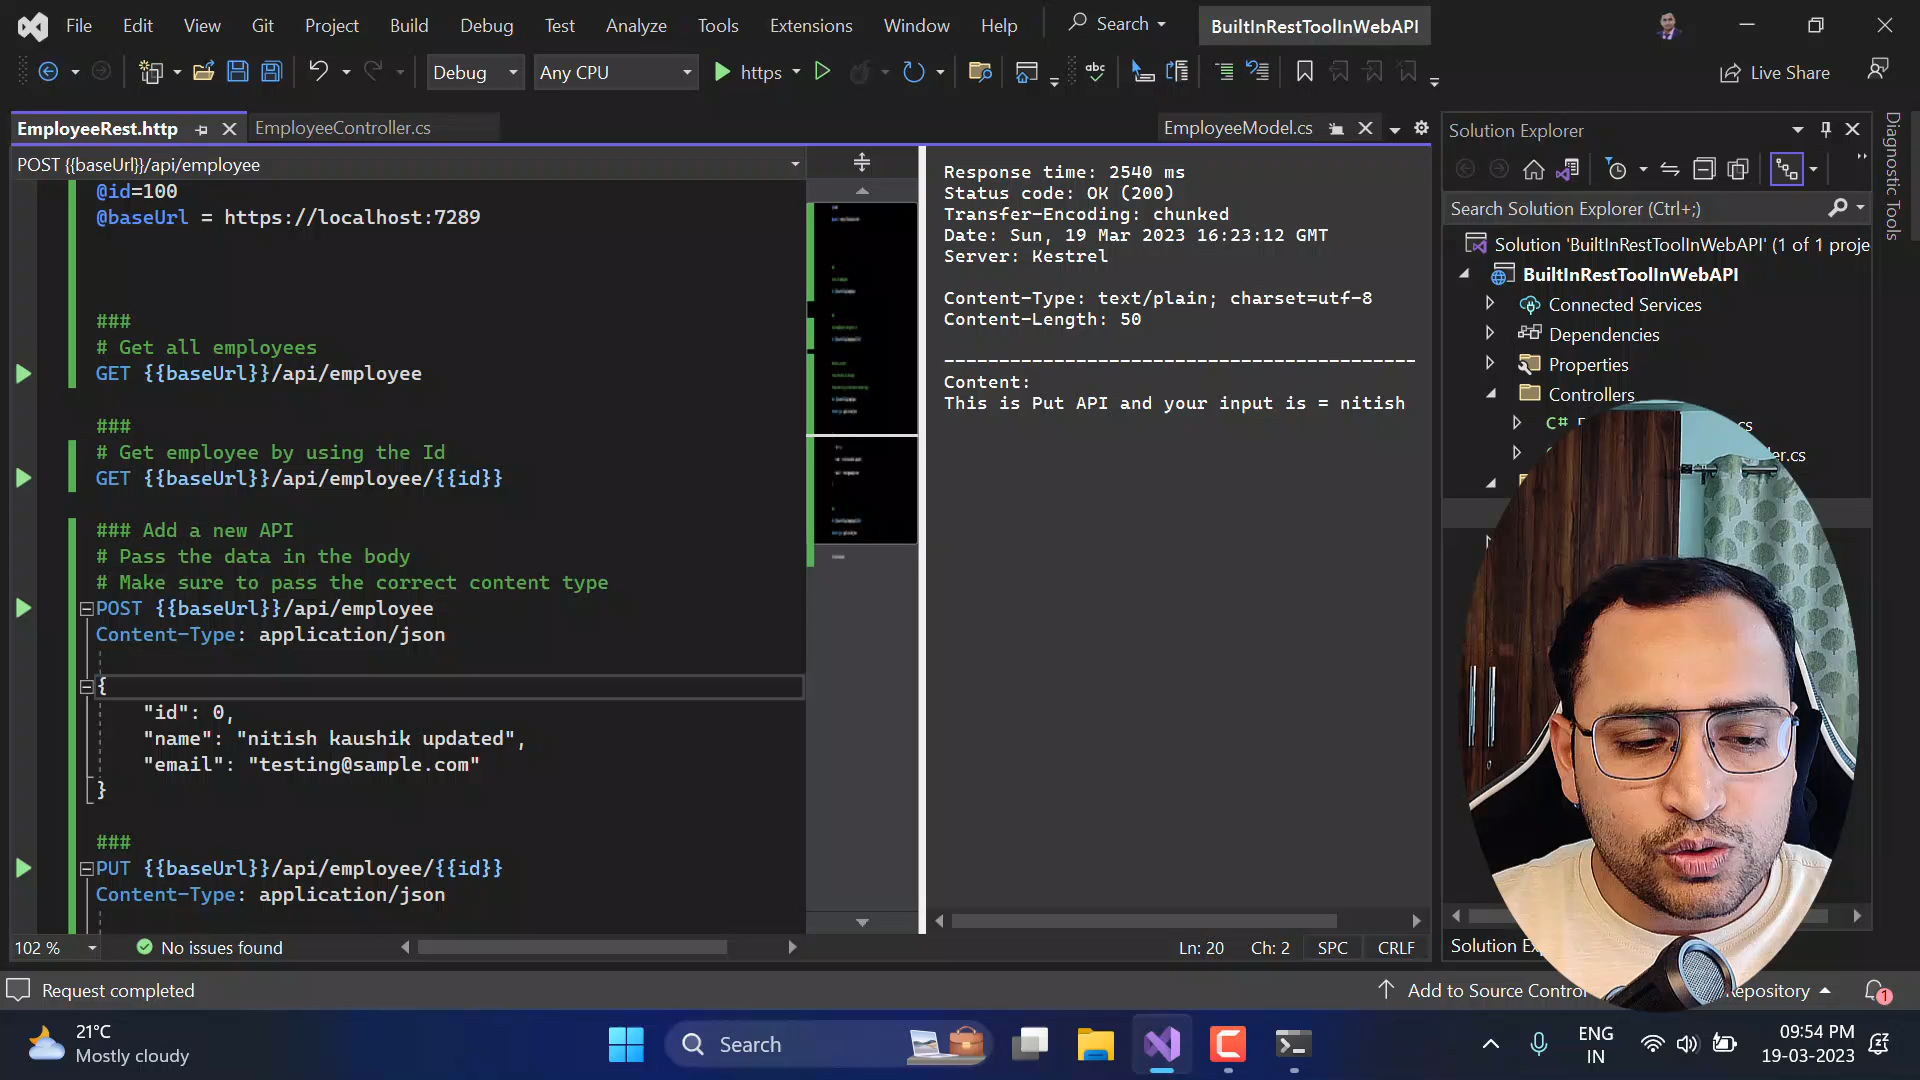 File Edit View Git Project Build Debug Test Analyze Tools Extensions Window Help Search BuiltInRestToolInWebAPI
Debug Any CPU https abc Live Share
EmployeeRest.http EmployeeController.cs EmployeeModel.cs
POST {{baseUrl}}/api/employee
@id=100
@baseUrl = https://localhost:7289
###
# Get all employees
GET {{baseUrl}}/api/employee
###
# Get employee by using the Id
GET {{baseUrl}}/api/employee/{{id}}
### Add a new API
# Pass the data in the body
# Make sure to pass the correct content type
POST {{baseUrl}}/api/employee
Content-Type: application/json
{
"id": 0,
"name": "nitish kaushik updated",
"email": "testing@sample.com"
}
###
PUT {{baseUrl}}/api/employee/{{id}}
Content-Type: application/json
102 % No issues found
Response time: 2540 ms
Status code: OK (200)
Transfer-Encoding: chunked
Date: Sun, 19 Mar 2023 16:23:12 GMT
Server: Kestrel
Content-Type: text/plain; charset=utf-8
Content-Length: 50
-------------------------------------------
Content:
This is Put API and your input is = nitish
Ln: 20 Ch: 2 SPC CRLF
Solution Explorer
Search Solution Explorer (Ctrl+;)
Solution 'BuiltInRestToolInWebAPI' (1 of 1 proje
BuiltInRestToolInWebAPI
Connected Services
Dependencies
Properties
Controllers
C#
Solution
Diagnostic Tools
Request completed
Add to Source Contro
1
21°C
Mostly cloudy
Search
ENG
IN
09:54 PM
19-03-2023